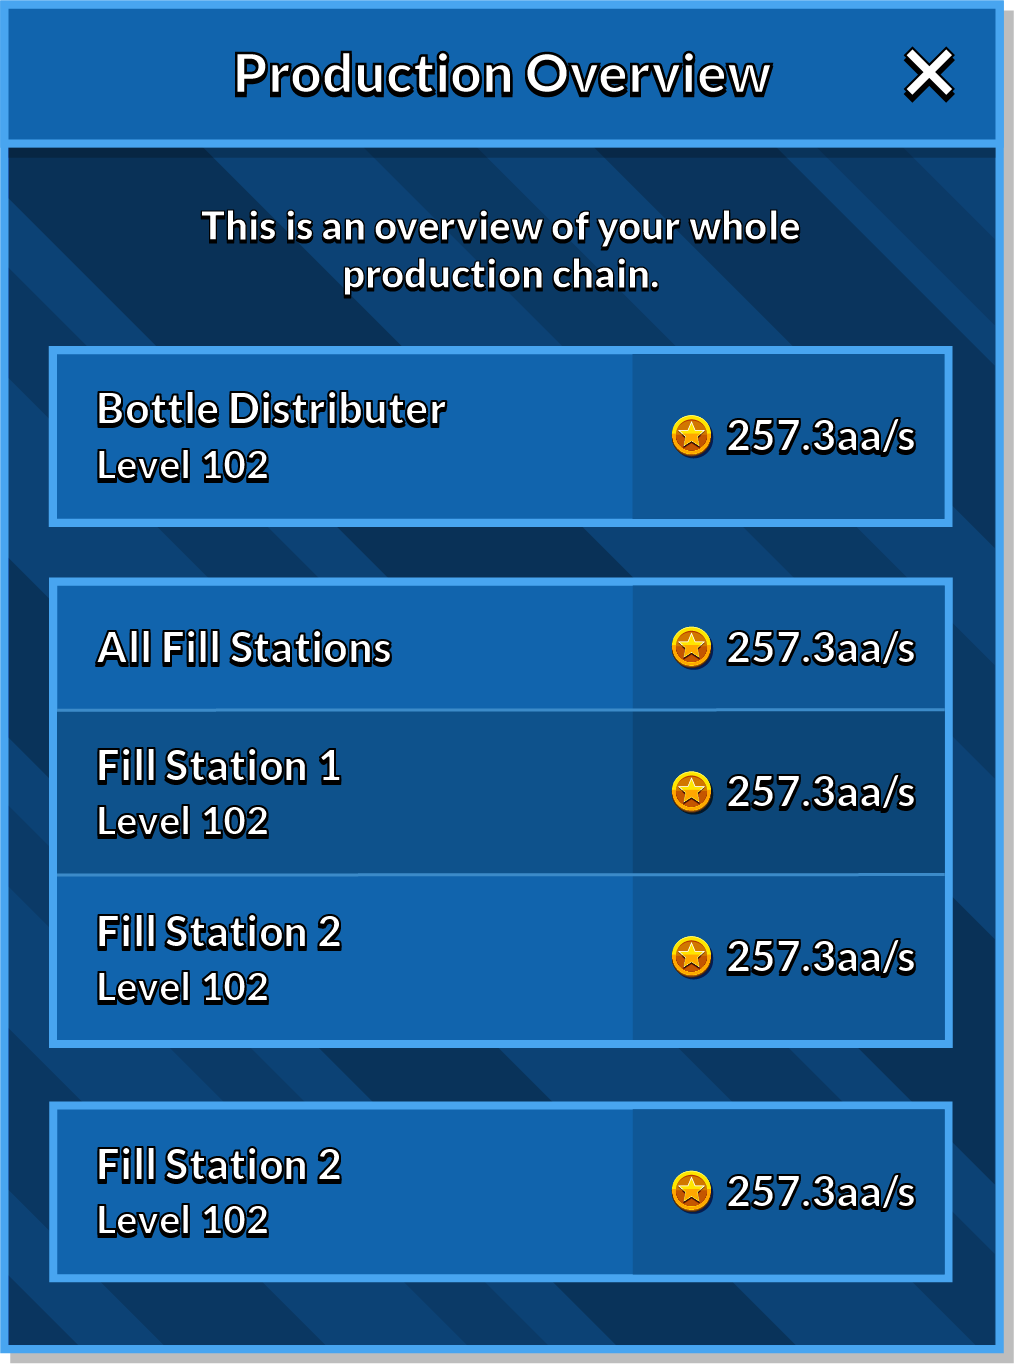 Production Overview
This is an overview of your whole
production chain.
Bottle Distributer
Level 102
257.3aa/s
All Fill Stations
257.3aa/s
Fill Station 1
Level 102
257.3aa/s
Fill Station 2
Level 102
257.3aa/s
Fill Station 2
Level 102
257.3aa/s